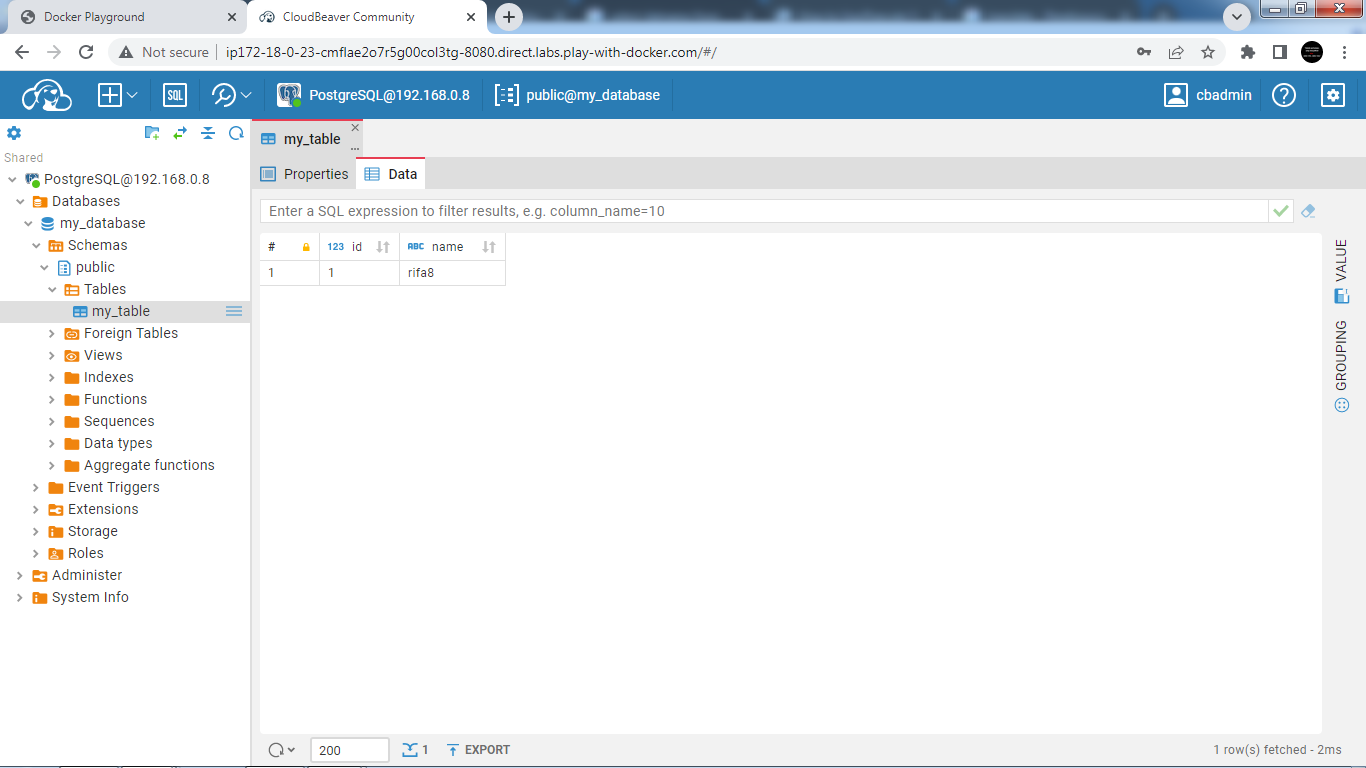 Docker Playground
CloudBeaver Community
Not secure ip172-18-0-23-cmflae2o7r5g00col3tg-8080.direct.labs.play-with-docker.com/#/
SQL PostgreSQL@192.168.0.8 public@my_database cbadmin
Shared
PostgreSQL@192.168.0.8
Databases
my_database
Schemas
public
Tables
my_table
Foreign Tables
Views
Indexes
Functions
Sequences
Data types
Aggregate functions
Event Triggers
Extensions
Storage
Roles
Administer
System Info
my_table
Properties Data
Enter a SQL expression to filter results, e.g. column_name=10
# 123 id ABC name
1 1 rifa8
VALUE
GROUPING
200 1 EXPORT 1 row(s) fetched - 2ms